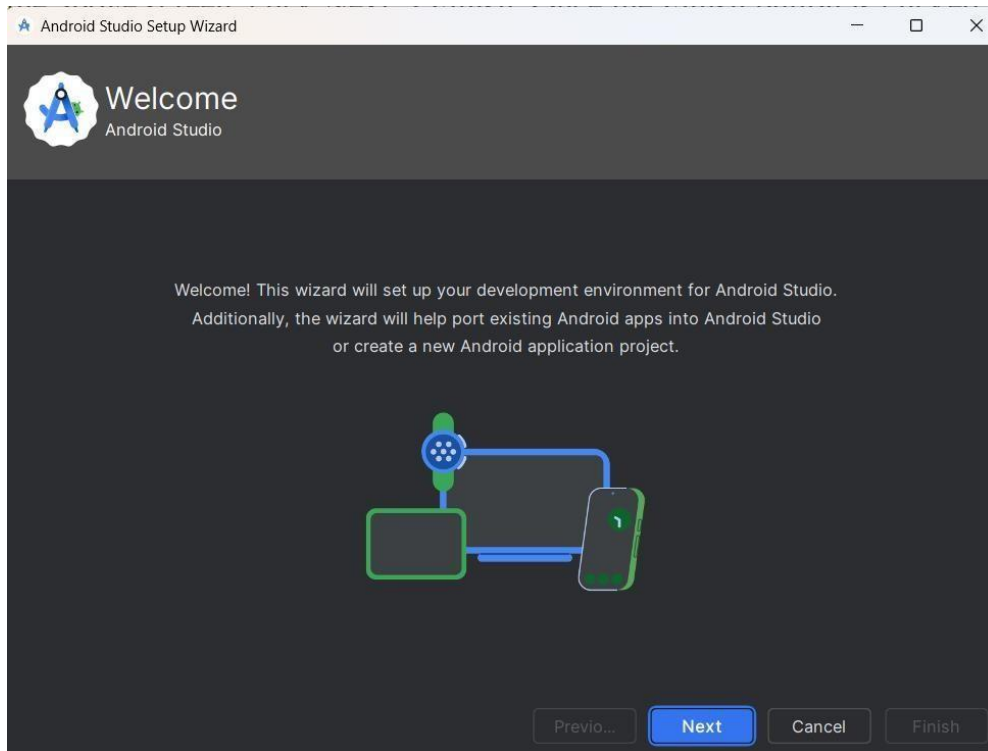 Android Studio Setup Wizard
Welcome
Android Studio
Welcome! This wizard will set up your development environment for Android Studio.
Additionally, the wizard will help port existing Android apps into Android Studio
or create a new Android application project.
Previo... Next Cancel Finish